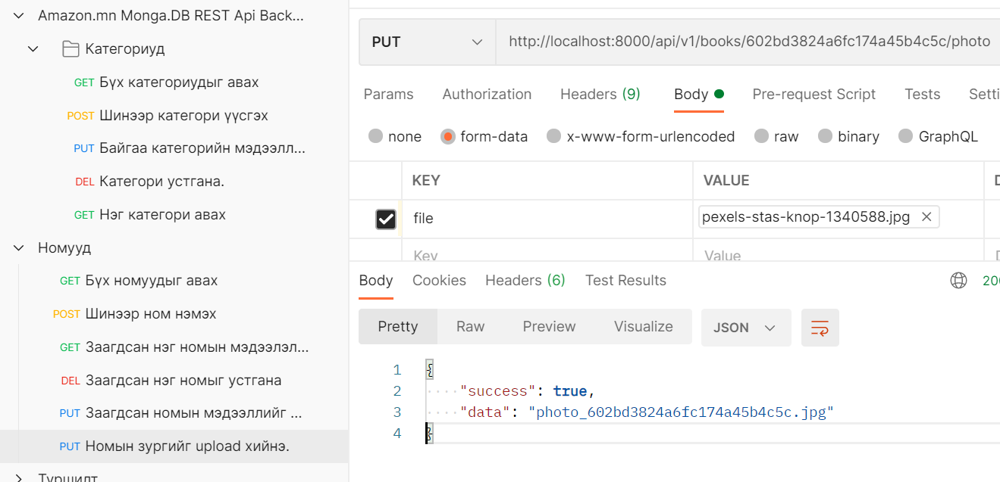 Amazon.mn Monga.DB REST Api Back...
Категориуд
GET Бүх категориудыг авах
POST Шинээр категори үүсгэх
PUT Байгаа категорийн мэдээлл...
DEL Категори устгана.
GET Нэг категори авах
Номууд
GET Бүх номуудыг авах
POST Шинээр ном нэмэх
GET Заагдсан нэг номын мэдээлэл...
DEL Заагдсан нэг номыг устгана
PUT Заагдсан номын мэдээллийг ...
PUT Номын зургийг upload хийнэ.
Туршилт
PUT http://localhost:8000/api/v1/books/602bd3824a6fc174a45b4c5c/photo
Params Authorization Headers (9) Body Pre-request Script Tests Setti
none form-data x-www-form-urlencoded raw binary GraphQL
KEY VALUE
file pexels-stas-knop-1340588.jpg
Key Value
Body Cookies Headers (6) Test Results 200
Pretty Raw Preview Visualize JSON
1 {
2 "success": true,
3 "data": "photo_602bd3824a6fc174a45b4c5c.jpg"
4 }